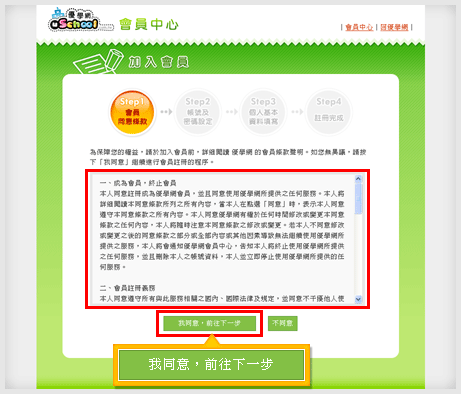 優學網
uSchool
會員中心
| 會員中心 | 回優學網 |
加入會員
Step1
會員
同意條款
Step2
帳號及
密碼設定
Step3
個人基本
資料填寫
Step4
註冊完成
為保障您的權益，請於加入會員前，詳細閱讀 優學網 的會員條款聲明。如您無異議，請按
下「我同意」繼續進行會員註冊的程序。
一、成為會員，終止會員
本人同意註冊成為優學網會員，並且同意使用優學網所提供之任何服務。本人將
詳細閱讀本同意條款所列之所有內容，當本人在點選「同意」時，表示本人同意
遵守本同意條款之所有內容。本人同意優學網有權於任何時間修改或變更本同意
條款之任何內容，本人將隨時注意本同意條款之修改或變更。若本人不同意修改
或變更之後的同意條款之部分或全部內容或其他因素導致無法繼續使用優學網所
提供之服務，本人將會通知優學網會員中心，告知本人將終止使用優學網所提供
之任何服務，並且刪除本人之帳號資料，本人並立即停止使用優學網所提供的任
何服務。
二、會員註冊義務
本人同意遵守所有與此服務相關之國內、國際法律及規定，並同意不干擾他人使
我同意，前往下一步
不同意
我同意，前往下一步